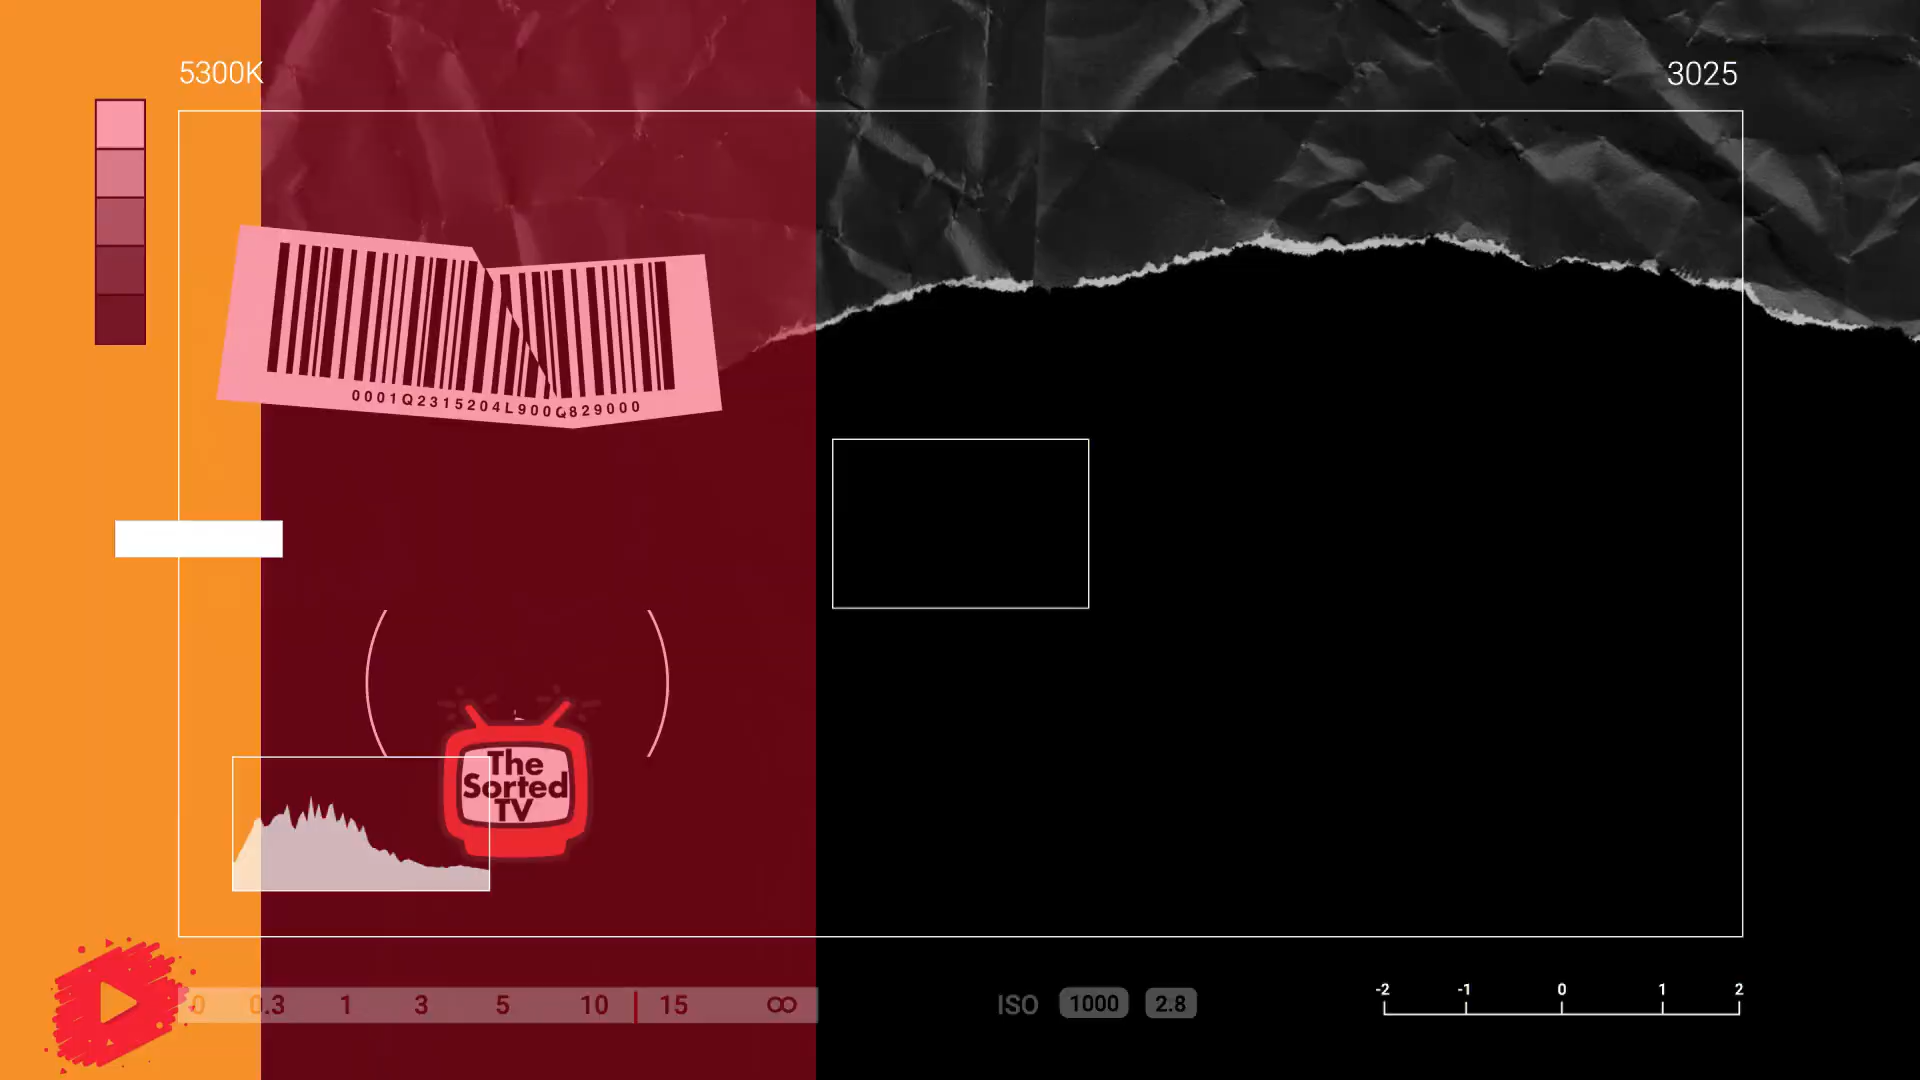 5300K
3025
0001Q2315204L900Q829000
The
Sorted
TV
0 0.3 1 3 5 10 15 ∞
ISO 1000 2.8
-2 -1 0 1 2